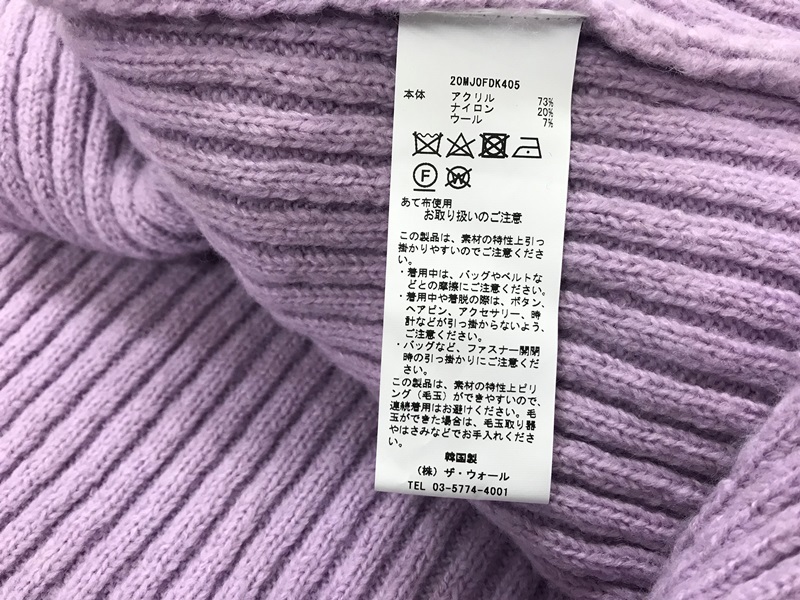 20MJ0FDK405
本体 アクリル 73%
ナイロン 20%
ウール 7%
F W
あて布使用
お取り扱いのご注意
この製品は、素材の特性上引っ
掛かりやすいのでご注意くださ
い。
・着用中は、バッグやベルトな
どとの摩擦にご注意ください。
・着用中や着脱の際は、ボタン、
ヘアピン、アクセサリー、時
計などが引っ掛からないよう、
ご注意ください。
・バッグなど、ファスナー開閉
時の引っ掛かりにご注意くだ
さい。
この製品は、素材の特性上ピリ
ング（毛玉）ができやすいので、
連続着用はお避けください。毛
玉ができた場合は、毛玉取り器
やはさみなどでお手入れくださ
い。
韓国製
（株）ザ・ウォール
TEL 03-5774-4001